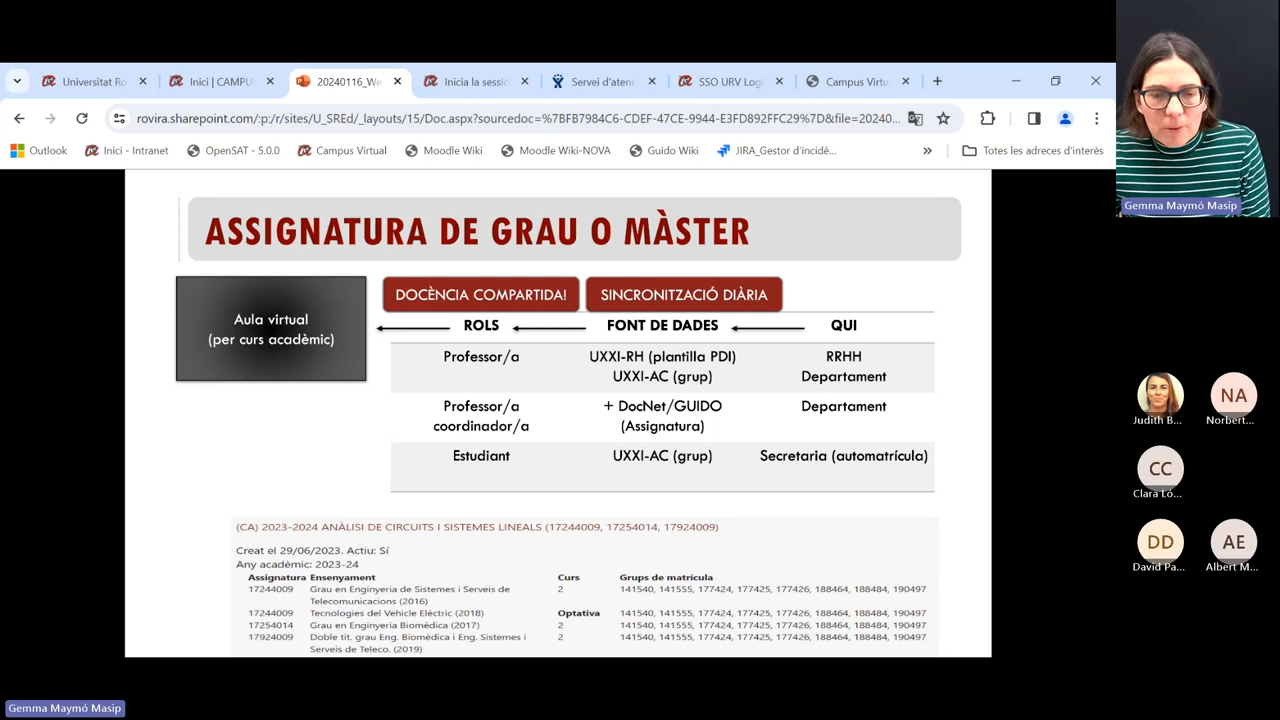 Universitat Ro
Inici | CAMPUS
20240116_We
Inicia la sessió
Servei d'atenc
SSO URV Logi
Campus Virtu
rovira.sharepoint.com/:p:/r/sites/U_SREd/_layouts/15/Doc.aspx?sourcedoc=%7BFB7984C6-CDEF-47CE-9944-E3FD892FFC29%7D&file=20240...
Outlook
Inici - Intranet
OpenSAT - 5.0.0
Campus Virtual
Moodle Wiki
Moodle Wiki-NOVA
Guido Wiki
JIRA_Gestor d'incidè...
»
Totes les adreces d'interès
Gemma Maymó Masip
ASSIGNATURA DE GRAU O MÀSTER
Aula virtual
(per curs acadèmic)
DOCÈNCIA COMPARTIDA!
SINCRONITZACIÓ DIÀRIA
ROLS FONT DE DADES QUI
Professor/a UXXI-RH (plantilla PDI) RRHH
UXXI-AC (grup) Departament
Professor/a + DocNet/GUIDO Departament
coordinador/a (Assignatura)
Estudiant UXXI-AC (grup) Secretaria (automatrícula)
(CA) 2023-2024 ANÀLISI DE CIRCUITS I SISTEMES LINEALS (17244009, 17254014, 17924009)
Creat el 29/06/2023. Actiu: Sí
Any acadèmic: 2023-24
Assignatura Ensenyament Curs Grups de matrícula
17244009 Grau en Enginyeria de Sistemes i Serveis de 2 141540, 141555, 177424, 177425, 177426, 188464, 188484, 190497
Telecomunicacions (2016)
17244009 Tecnologies del Vehicle Elèctric (2018) Optativa 141540, 141555, 177424, 177425, 177426, 188464, 188484, 190497
17254014 Grau en Enginyeria Biomèdica (2017) 2 141540, 141555, 177424, 177425, 177426, 188464, 188484, 190497
17924009 Doble tit. grau Eng. Biomèdica i Eng. Sistemes i 2 141540, 141555, 177424, 177425, 177426, 188464, 188484, 190497
Serveis de Teleco. (2019)
Judith B...
NA
Norbert...
CC
Clara Ló...
DD
David Pa...
AE
Albert M...
Gemma Maymó Masip